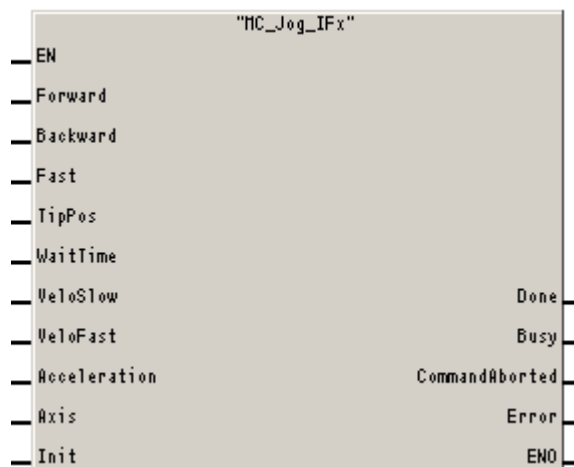 "MC_Jog_IFx"
EN
Forward
Backward
Fast
TipPos
WaitTime
VeloSlow Done
VeloFast Busy
Acceleration CommandAborted
Axis Error
Init ENO